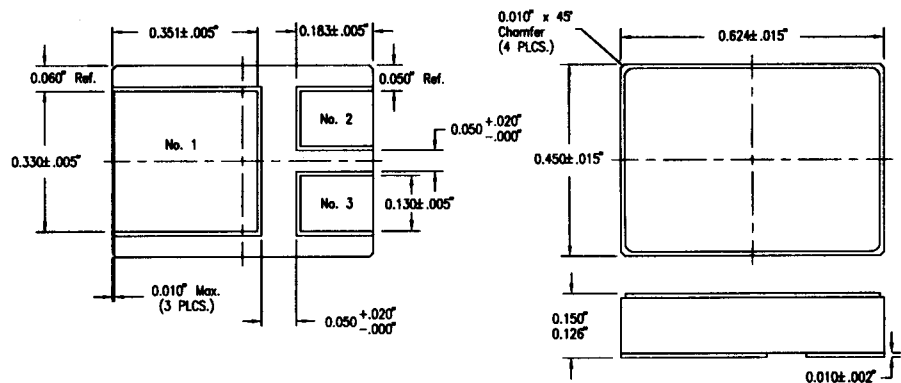 0.351±.005"
0.183±.005"
0.060" Ref.
0.050" Ref.
No. 1
No. 2
0.050 +.020"
-.000"
0.330±.005"
No. 3
0.130±.005"
0.010" Max.
(3 PLCS.)
0.050 +.020"
-.000"
0.010" x 45°
Chamfer
(4 PLCS.)
0.624±.015"
0.450±.015"
0.150"
0.126"
0.010±.002"